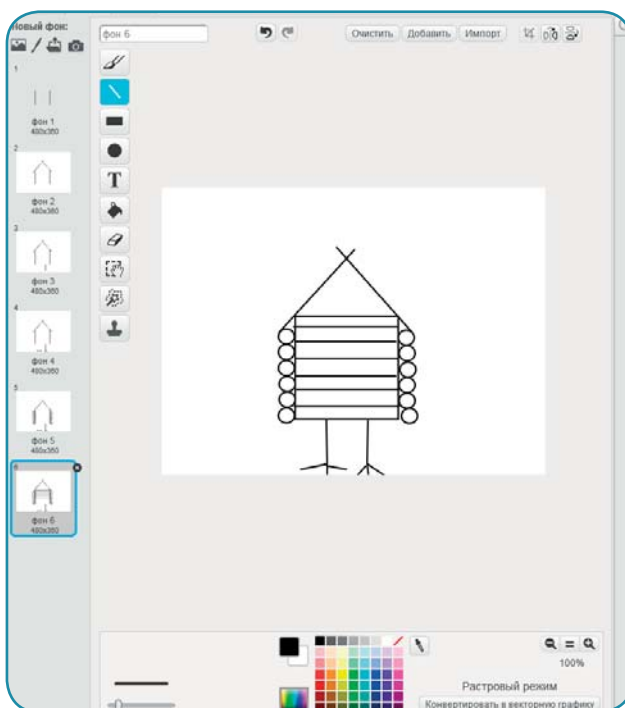 Новый фон:
фон 6
Очистить
Добавить
Импорт
1
фон 1
480x360
2
фон 2
480x360
3
фон 3
480x360
4
фон 4
480x360
5
фон 5
480x360
6
фон 6
480x360
T
100%
Растровый режим
Конвертировать в векторную графику